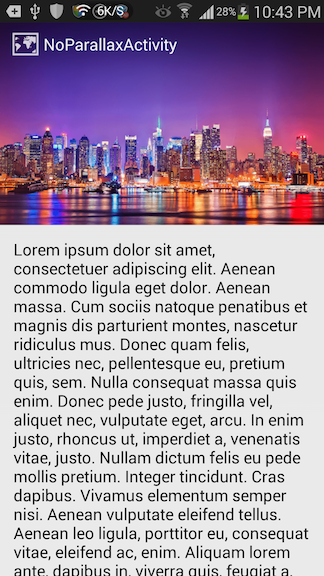 6K/S 28% 10:43 PM
NoParallaxActivity
Lorem ipsum dolor sit amet,
consectetuer adipiscing elit. Aenean
commodo ligula eget dolor. Aenean
massa. Cum sociis natoque penatibus et
magnis dis parturient montes, nascetur
ridiculus mus. Donec quam felis,
ultricies nec, pellentesque eu, pretium
quis, sem. Nulla consequat massa quis
enim. Donec pede justo, fringilla vel,
aliquet nec, vulputate eget, arcu. In enim
justo, rhoncus ut, imperdiet a, venenatis
vitae, justo. Nullam dictum felis eu pede
mollis pretium. Integer tincidunt. Cras
dapibus. Vivamus elementum semper
nisi. Aenean vulputate eleifend tellus.
Aenean leo ligula, porttitor eu, consequat
vitae, eleifend ac, enim. Aliquam lorem
ante, dapibus in, viverra quis, feugiat a,